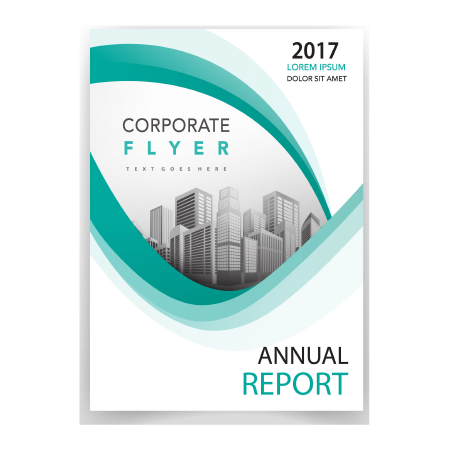 2017
LOREM IPSUM
DOLOR SIT AMET
CORPORATE
FLYER
TEXT GOES HERE
ANNUAL
REPORT